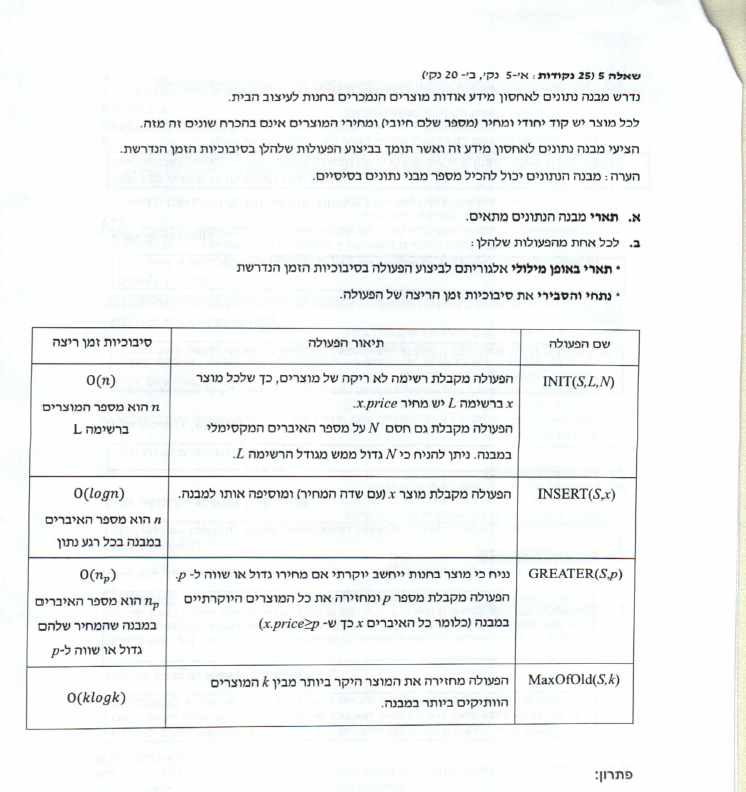 שאלה 5 (25 נקודות: א'-5 נק', ב'- 20 נק')
נדרש מבנה נתונים לאחסון מידע אודות מוצרים הנמכרים בחנות לעיצוב הבית.
לכל מוצר יש קוד יחודי ומחיר (מספר שלם חיובי) ומחירי המוצרים אינם בהכרח שונים זה מזה.
הציעי מבנה נתונים לאחסון מידע זה ואשר תומך בביצוע הפעולות שלהלן בסיבוכיות הזמן הנדרשת.
הערה: מבנה הנתונים יכול להכיל מספר מבני נתונים בסיסיים.
א. תארי מבנה הנתונים מתאים.
ב. לכל אחת מהפעולות שלהלן:
* תארי באופן מילולי אלגוריתם לביצוע הפעולה בסיבוכיות הזמן הנדרשת
* נתחי והסבירי את סיבוכיות זמן הריצה של הפעולה.
שם הפעולה תיאור הפעולה סיבוכיות זמן ריצה
INIT(S,L,N) הפעולה מקבלת רשימה לא ריקה של מוצרים, כך שלכל מוצר O(n)
x ברשימה L יש מחיר x.price. n הוא מספר המוצרים
הפעולה מקבלת גם חסם N על מספר האיברים המקסימלי ברשימה L
במבנה. ניתן להניח כי N גדול ממש מגודל הרשימה L.
INSERT(S,x) הפעולה מקבלת מוצר x (עם שדה המחיר) ומוסיפה אותו למבנה. O(logn)
n הוא מספר האיברים
במבנה בכל רגע נתון
GREATER(S,p) נניח כי מוצר בחנות ייחשב יוקרתי אם מחירו גדול או שווה ל- p. O(n_p)
הפעולה מקבלת מספר p ומחזירה את כל המוצרים היוקרתיים n_p הוא מספר האיברים
במבנה (כלומר כל האיברים x כך ש- x.price≥p) במבנה שהמחיר שלהם
גדול או שווה ל-p
MaxOfOld(S,k) הפעולה מחזירה את המוצר היקר ביותר מבין k המוצרים O(klogk)
הוותיקים ביותר במבנה.
פתרון: